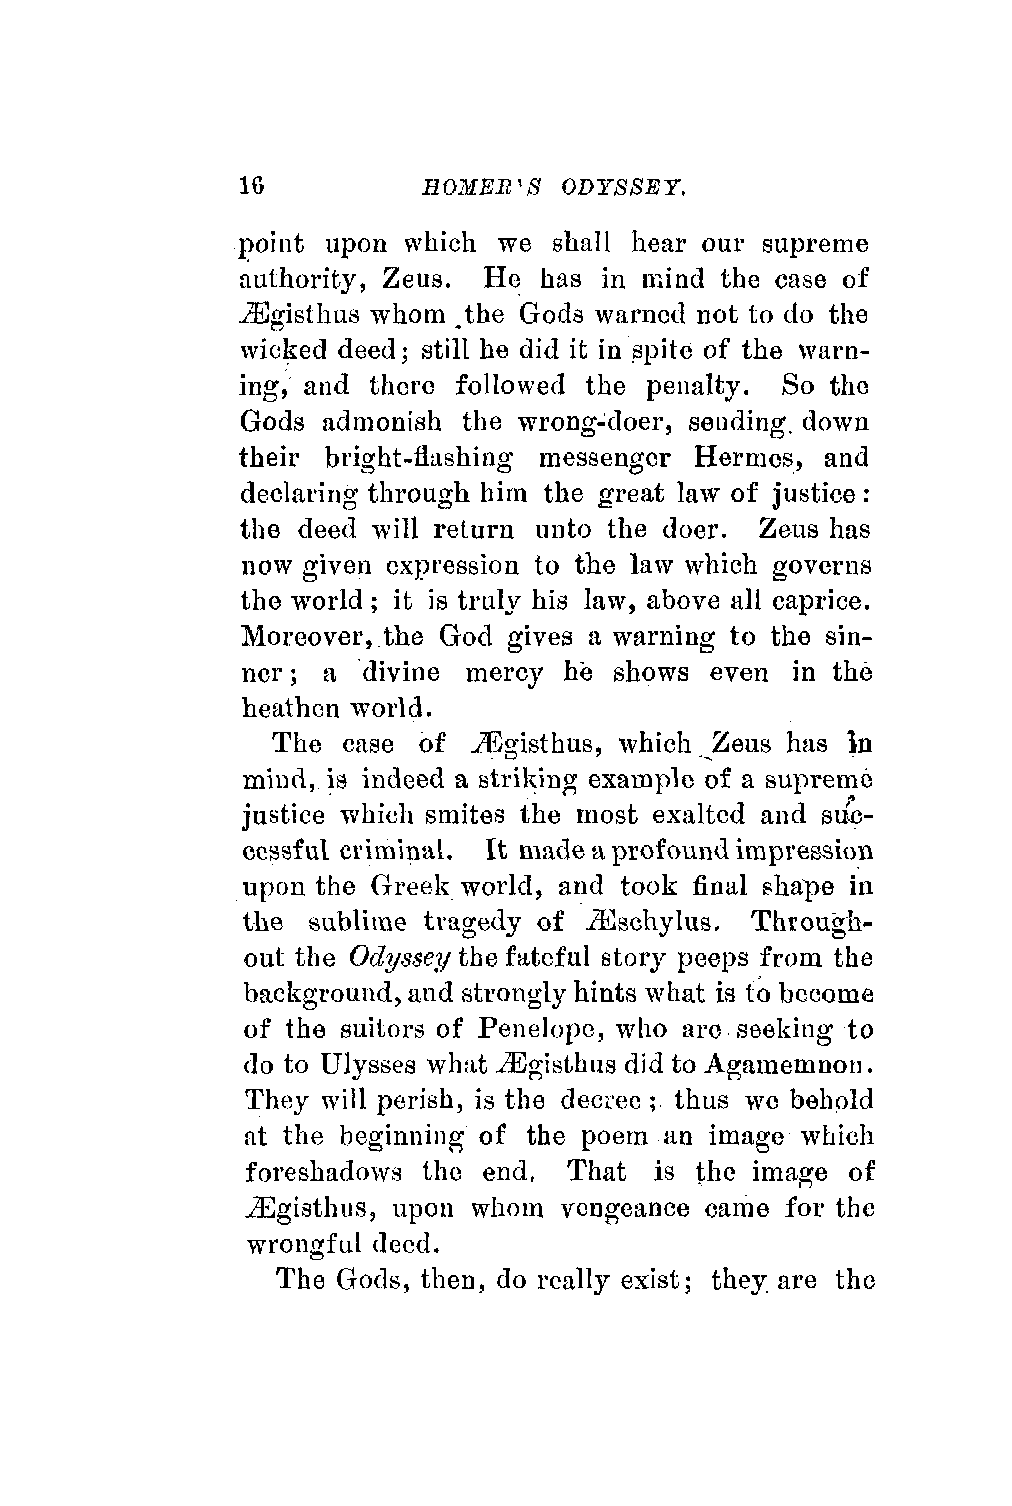 16 HOMER'S ODYSSEY.
point upon which we shall hear our supreme
authority, Zeus. He has in mind the case of
Ægisthus whom the Gods warned not to do the
wicked deed; still he did it in spite of the warn-
ing, and there followed the penalty. So the
Gods admonish the wrong-doer, sending down
their bright-flashing messenger Hermes, and
declaring through him the great law of justice:
the deed will return unto the doer. Zeus has
now given expression to the law which governs
the world; it is truly his law, above all caprice.
Moreover, the God gives a warning to the sin-
ner; a divine mercy he shows even in the
heathen world.
The case of Ægisthus, which Zeus has in
mind, is indeed a striking example of a supreme
justice which smites the most exalted and suc-
cessful criminal. It made a profound impression
upon the Greek world, and took final shape in
the sublime tragedy of Æschylus. Through-
out the Odyssey the fateful story peeps from the
background, and strongly hints what is to become
of the suitors of Penelope, who are seeking to
do to Ulysses what Ægisthus did to Agamemnon.
They will perish, is the decree; thus we behold
at the beginning of the poem an image which
foreshadows the end. That is the image of
Ægisthus, upon whom vengeance came for the
wrongful deed.
The Gods, then, do really exist; they are the